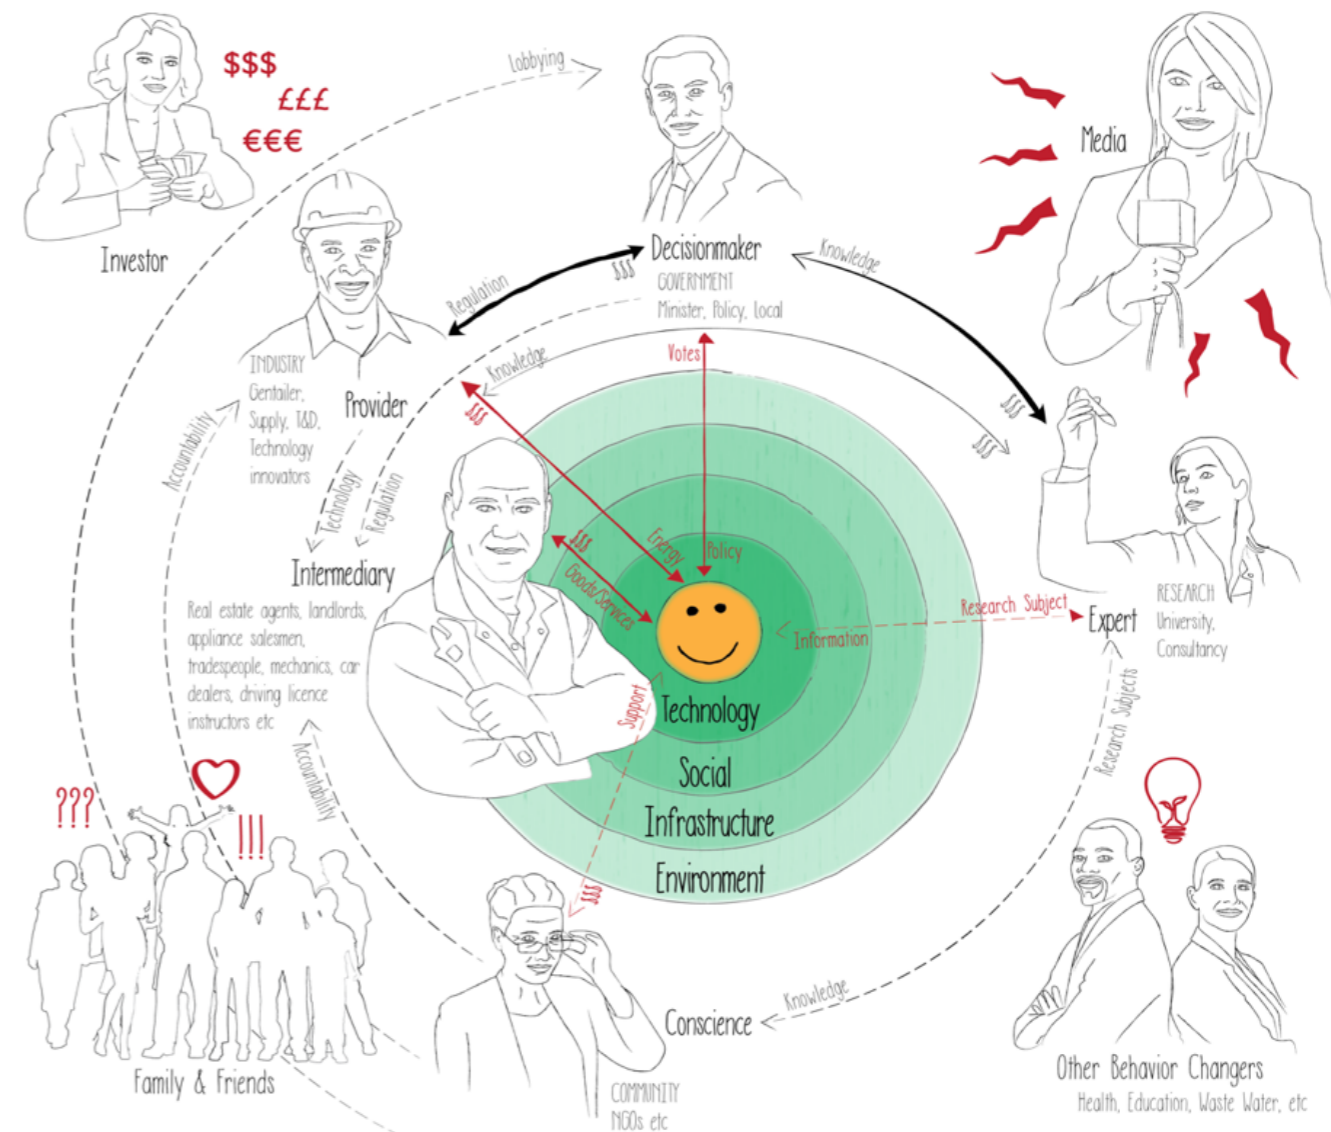 $$$
£££
€€€
Investor
Lobbying
Media
Decisionmaker
GOVERNMENT
Minister, Policy, Local
Regulation
$$$
Knowledge
$$$
INDUSTRY
Gentailer,
Supply, T&D,
Technology
innovators
Provider
Accountability
Technology
Regulation
Knowledge
$$$
Votes
$$$
Intermediary
Real estate agents, landlords,
appliance salesmen,
tradespeople, mechanics, car
dealers, driving licence
instructors etc
$$$
Goods/Services
Energy
Policy
Information
Research Subject
Expert
RESEARCH
University,
Consultancy
Support
$$$
Technology
Social
Infrastructure
Environment
Accountability
Research Subjects
Knowledge
???
!!!
Family & Friends
Conscience
COMMUNITY
NGOs etc
Other Behavior Changers
Health, Education, Waste Water, etc